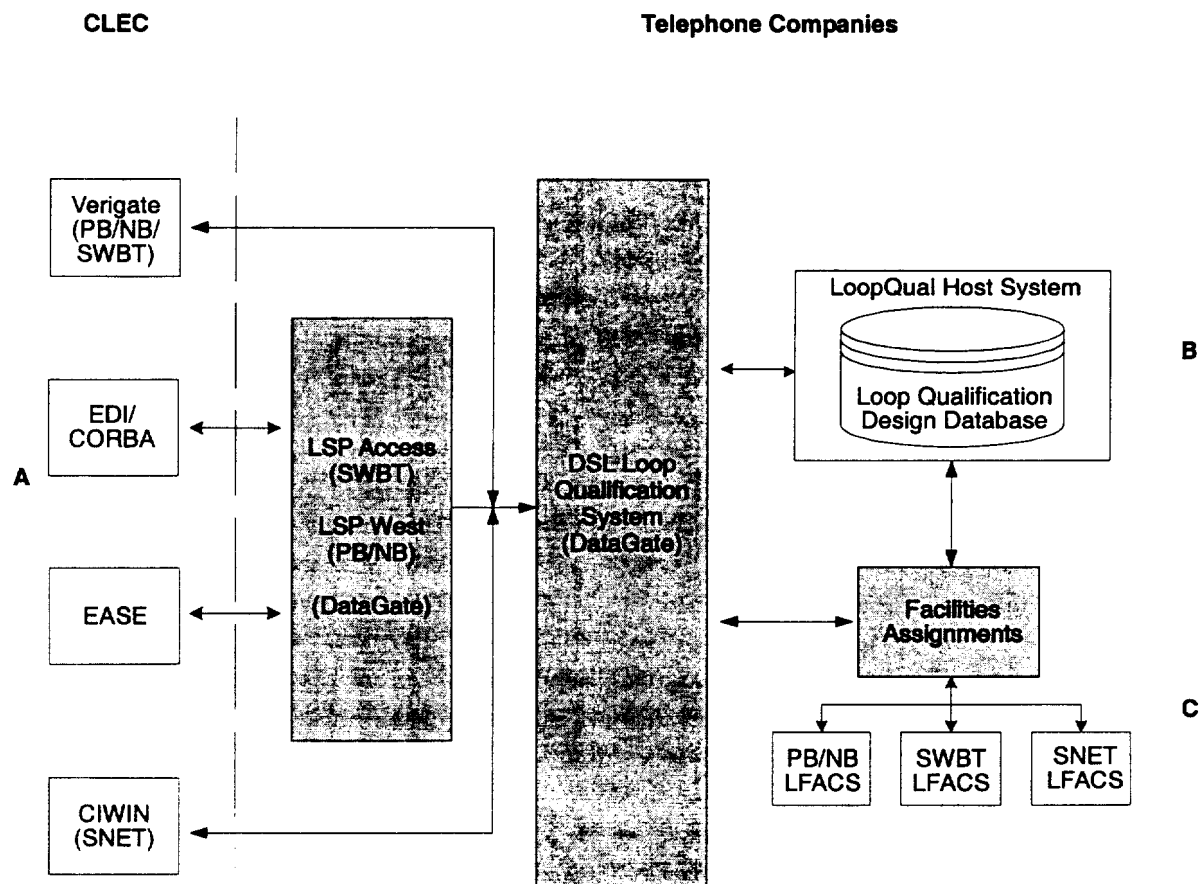 CLEC
Telephone Companies
Verigate
(PB/NB/
SWBT)
EDI/
CORBA
A
EASE
CIWIN
(SNET)
LSP Access
(SWBT)
LSP West
(PB/NB)
(DataGate)
DSL Loop
Qualification
System
(DataGate)
LoopQual Host System
Loop Qualification
Design Database
B
Facilities
Assignments
C
PB/NB
LFACS
SWBT
LFACS
SNET
LFACS